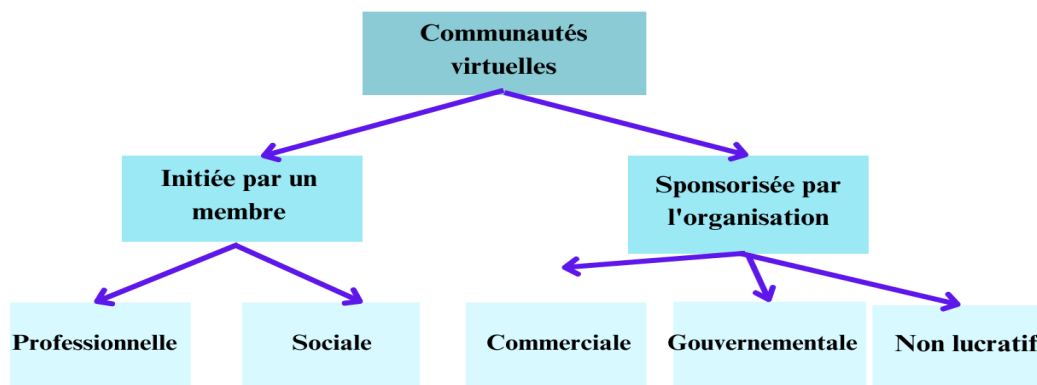 Communautés
virtuelles
Initiée par un
membre
Sponsorisée par
l'organisation
Professionnelle
Sociale
Commerciale
Gouvernementale
Non lucratif